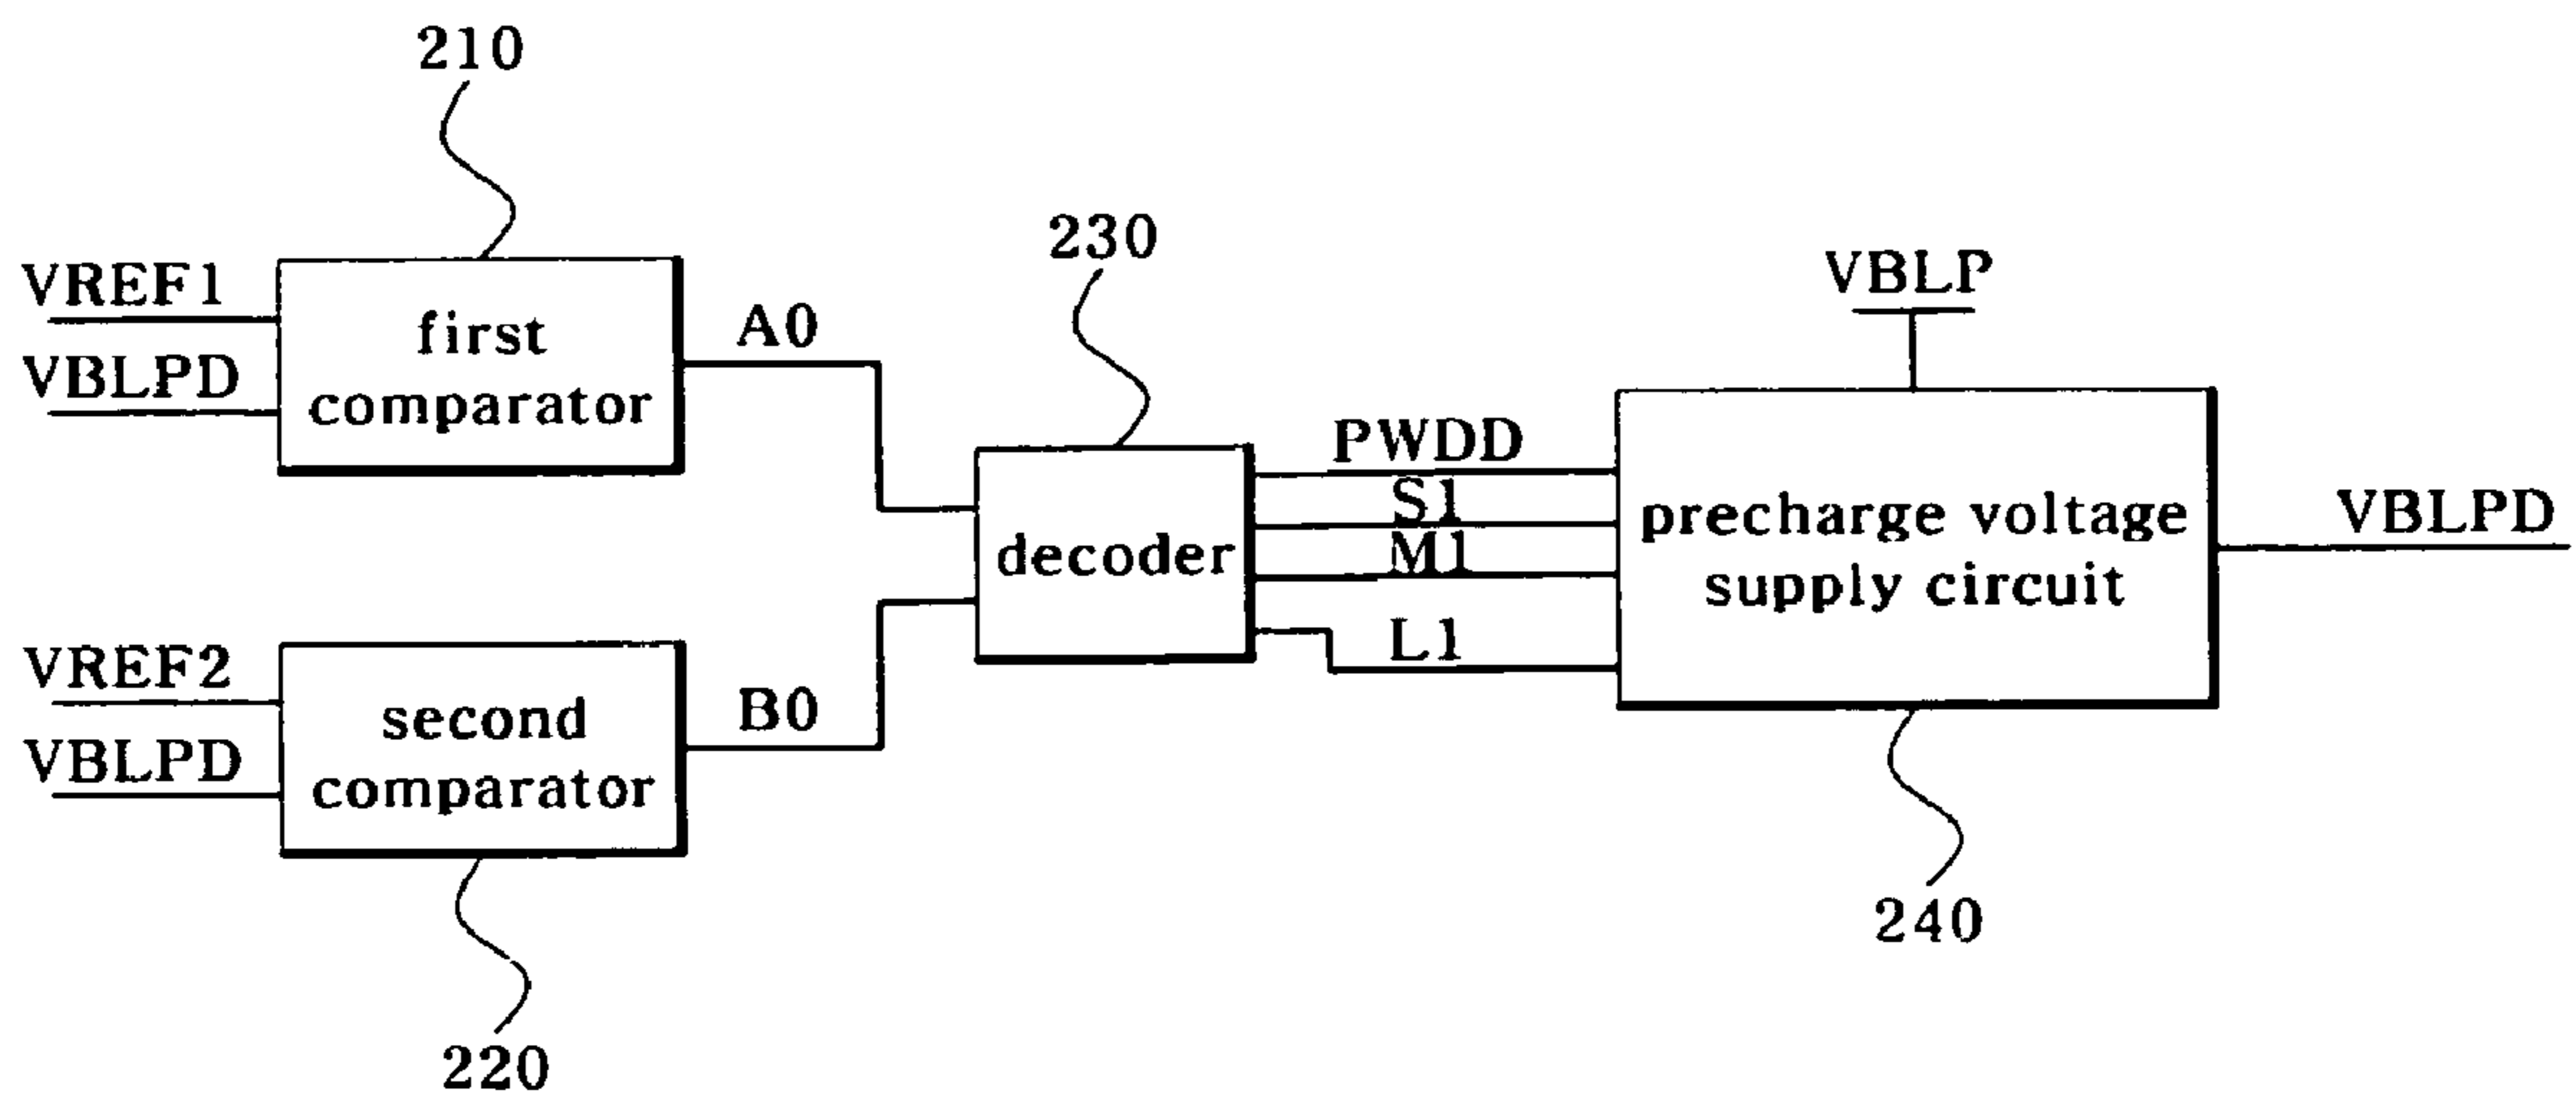 210
VREF1
VBLPD
first
comparator
A0
230
VREF2
VBLPD
second
comparator
B0
220
decoder
PWDD
S1
M1
L1
VBLP
precharge voltage
supply circuit
VBLPD
240